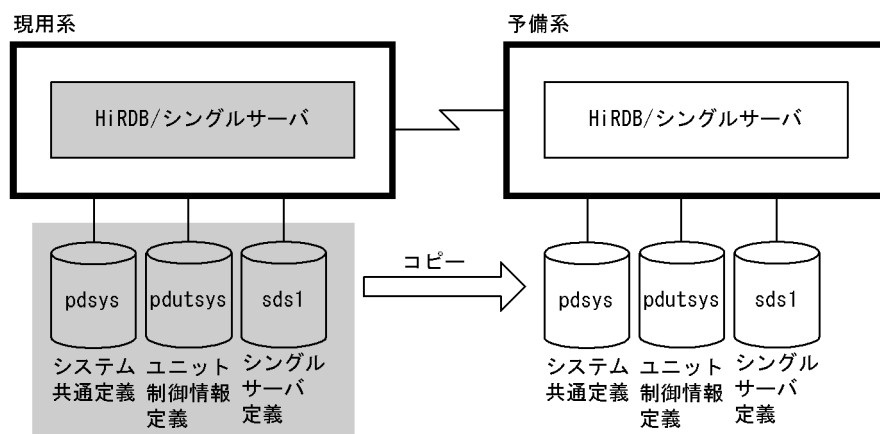 現用系
予備系
HiRDB/シングルサーバ
HiRDB/シングルサーバ
コピー
pdsys
pdutsys
sds1
pdsys
pdutsys
sds1
システム
共通定義
ユニット
制御情報
定義
シングル
サーバ
定義
システム
共通定義
ユニット
制御情報
定義
シングル
サーバ
定義